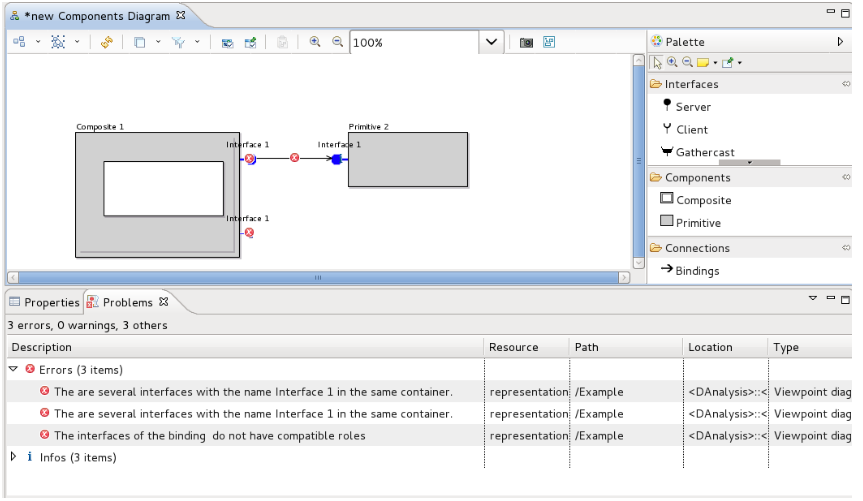 *new Components Diagram
100%
Palette
Interfaces
Server
Client
Gathercast
Components
Composite
Primitive
Connections
Bindings
Composite 1
Primitive 2
Interface 1
Interface 1
Interface 1
Properties
Problems
3 errors, 0 warnings, 3 others
Description Resource Path Location Type
Errors (3 items)
The are several interfaces with the name Interface 1 in the same container. representation /Example <DAnalysis>::< Viewpoint diag
The are several interfaces with the name Interface 1 in the same container. representation /Example <DAnalysis>::< Viewpoint diag
The interfaces of the binding  do not have compatible roles representation /Example <DAnalysis>::< Viewpoint diag
Infos (3 items)